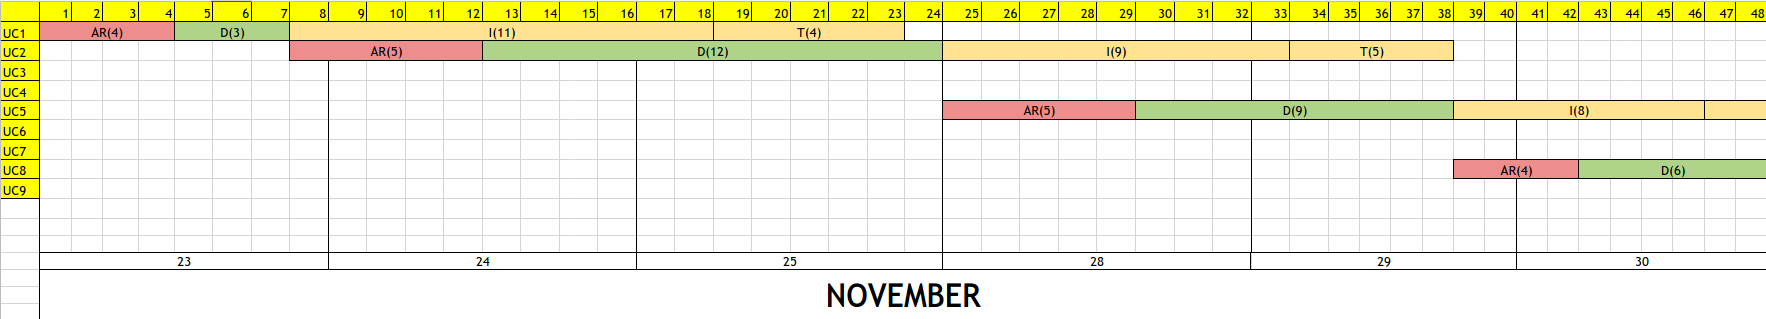 1 2 3 4 5 6 7 8 9 10 11 12 13 14 15 16 17 18 19 20 21 22 23 24 25 26 27 28 29 30 31 32 33 34 35 36 37 38 39 40 41 42 43 44 45 46 47 48
UC1 AR(4) D(3) I(11) T(4)
UC2 AR(5) D(12) I(9) T(5)
UC3
UC4
UC5 AR(5) D(9) I(8)
UC6
UC7
UC8 AR(4) D(6)
UC9
23 24 25 28 29 30
NOVEMBER